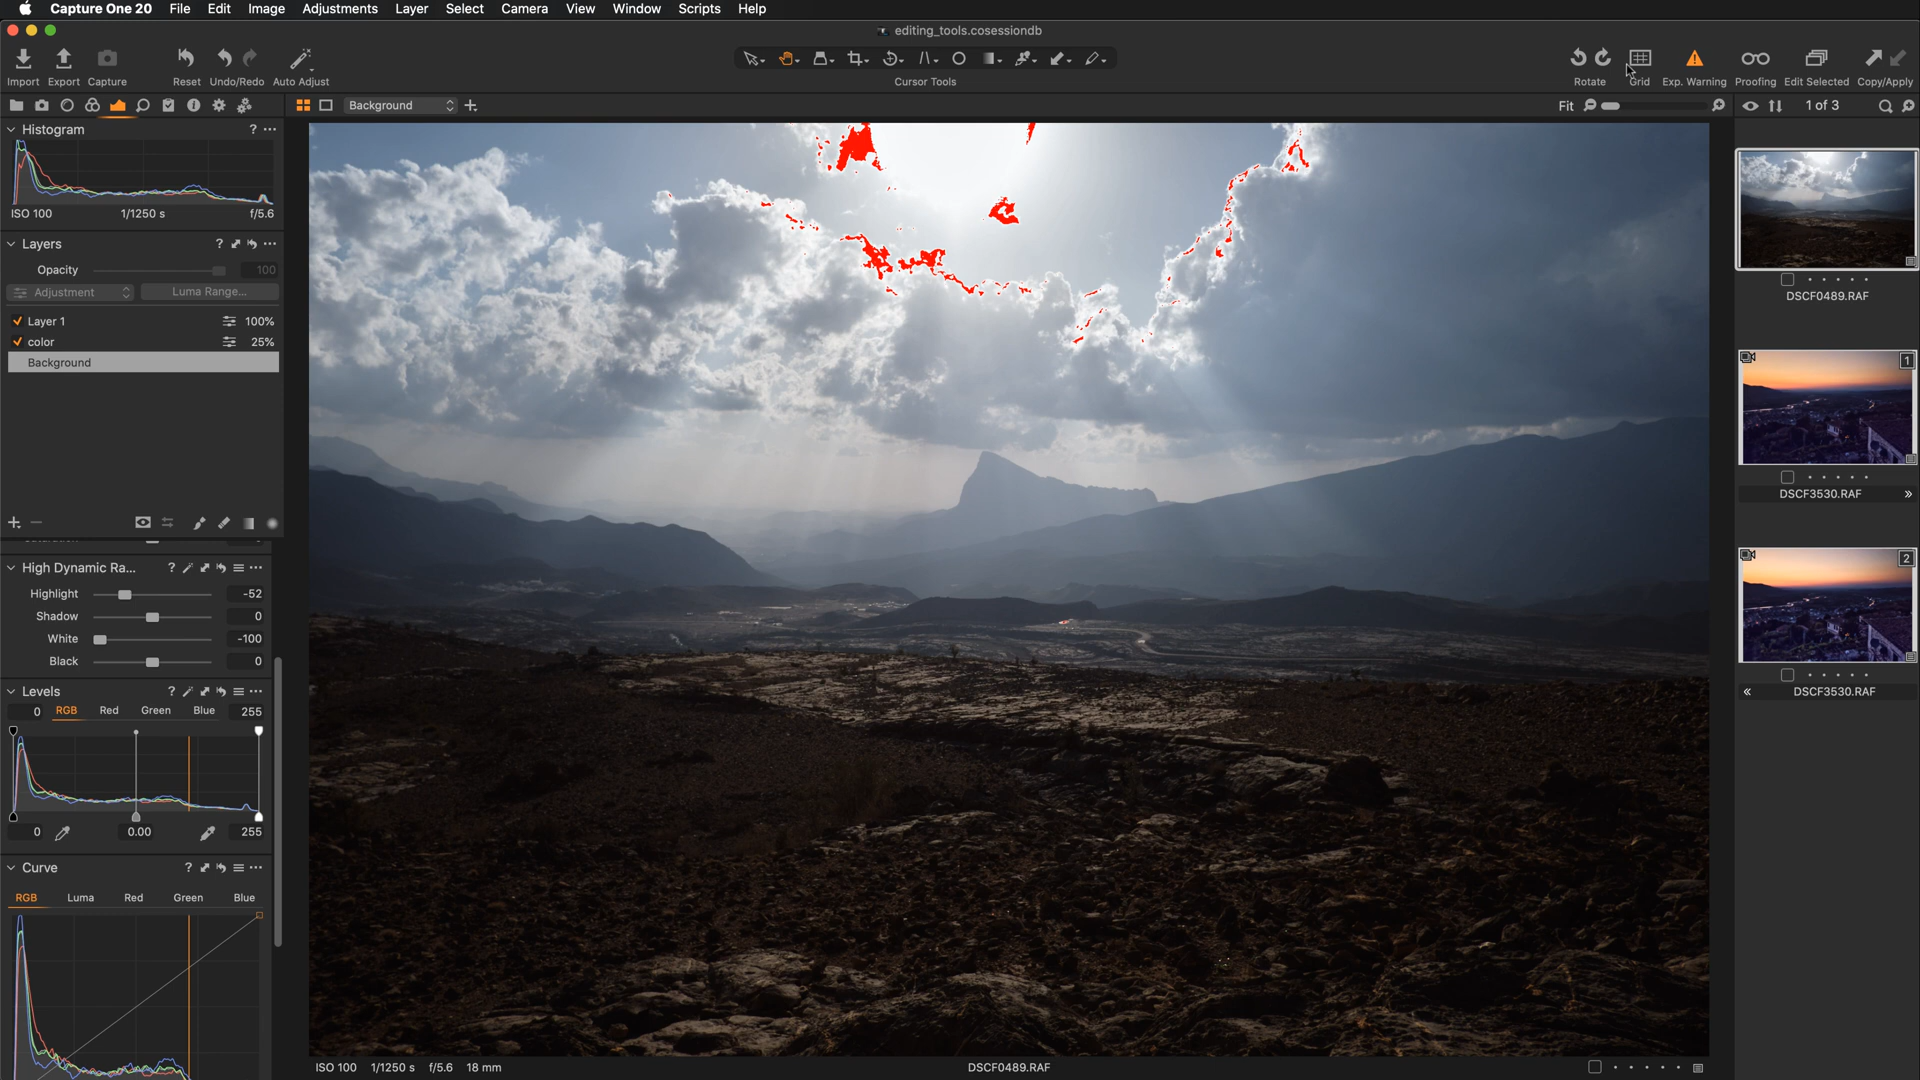 Capture One 20 File Edit Image Adjustments Layer Select Camera View Window Scripts Help
editing_tools.cosessiondb
Import Export Capture Reset Undo/Redo Auto Adjust Cursor Tools Rotate Grid Exp. Warning Proofing Edit Selected Copy/Apply
Background Fit 1 of 3
Histogram ?
ISO 100 1/1250 s f/5.6
Layers ?
Opacity 100
Adjustment Luma Range...
Layer 1 100%
color 25%
Background
High Dynamic Ra... ?
Highlight -52
Shadow 0
White -100
Black 0
Levels ?
0 RGB Red Green Blue 255
0 0.00 255
Curve ?
RGB Luma Red Green Blue
DSCF0489.RAF
1
DSCF3530.RAF
2
DSCF3530.RAF
ISO 100 1/1250 s f/5.6 18 mm DSCF0489.RAF